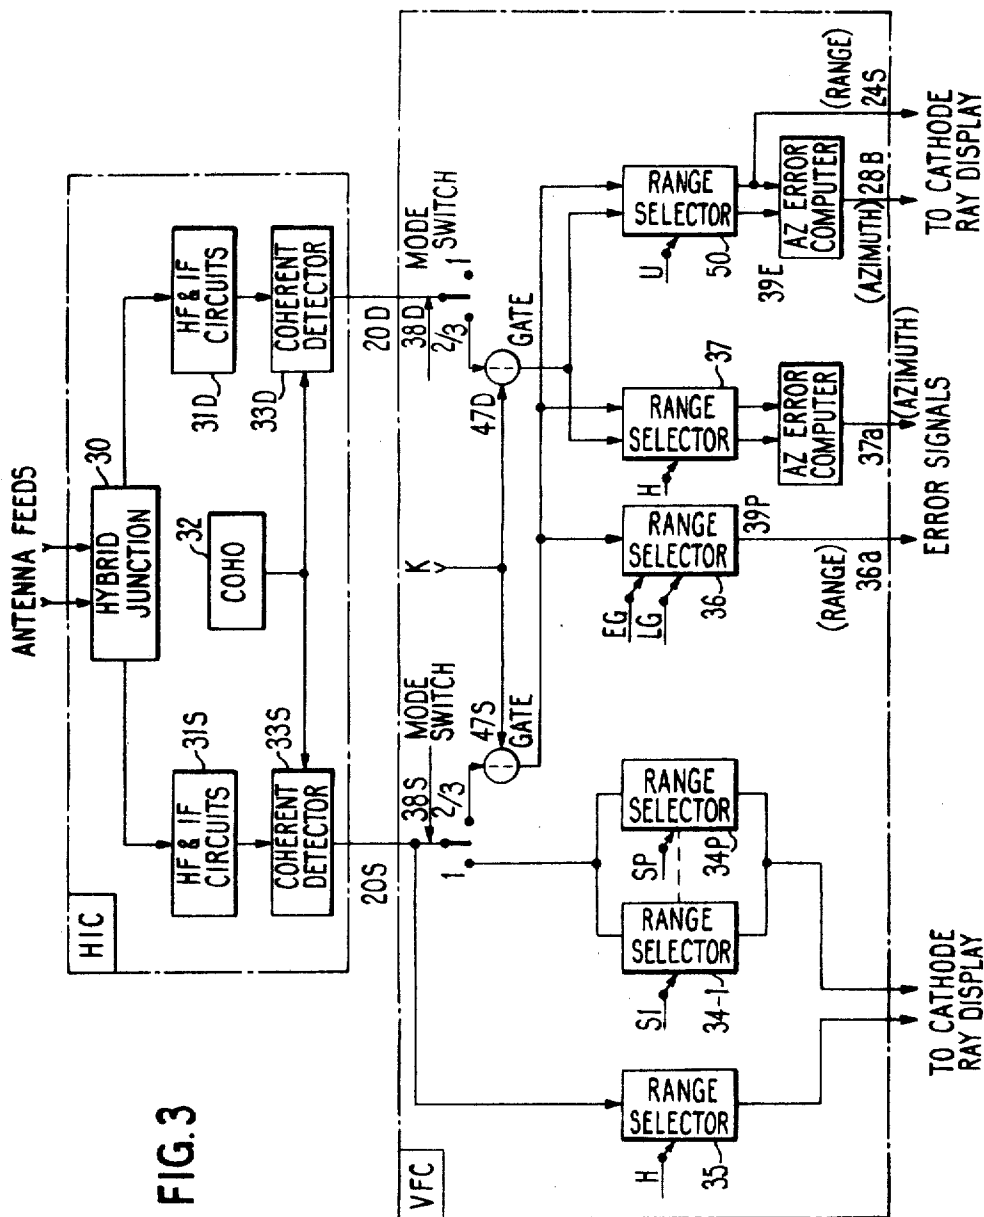 FIG.3
ANTENNA FEEDS
HIC
HYBRID
JUNCTION
30
HF & IF
CIRCUITS
31S
COHO
32
HF & IF
CIRCUITS
31D
COHERENT
DETECTOR
33S
COHERENT
DETECTOR
33D
20S
20D
VFC
38S
MODE
SWITCH
1
2/3
38D
MODE
SWITCH
2/3
1
K
47S
GATE
47D
GATE
H
RANGE
SELECTOR
35
S1
RANGE
SELECTOR
34-1
SP
RANGE
SELECTOR
34P
EG
LG
RANGE
SELECTOR
36
39P
H
RANGE
SELECTOR
37
U
RANGE
SELECTOR
50
39E
AZ ERROR
COMPUTER
AZ ERROR
COMPUTER
(RANGE)
36a
37a
(AZIMUTH)
(AZIMUTH)
28B
(RANGE)
24S
TO CATHODE
RAY DISPLAY
ERROR SIGNALS
TO CATHODE
RAY DISPLAY